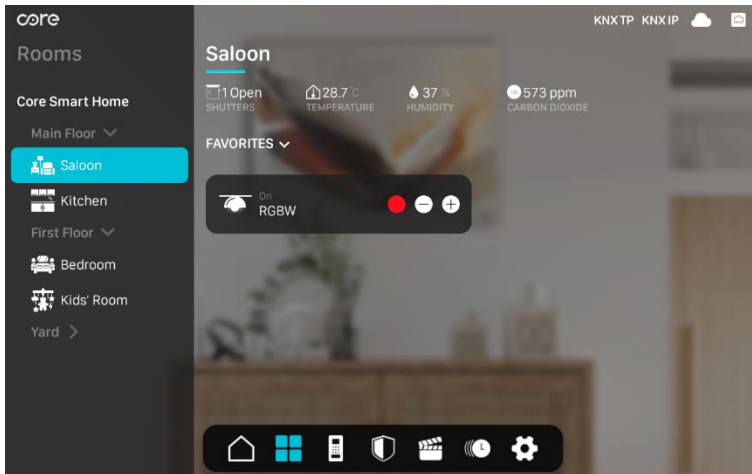 core
KNX TP KNX IP
Rooms
Core Smart Home
Main Floor
Saloon
Kitchen
First Floor
Bedroom
Kids' Room
Yard
Saloon
1 Open
SHUTTERS
28.7 °C
TEMPERATURE
37 %
HUMIDITY
573 ppm
CARBON DIOXIDE
FAVORITES
On
RGBW